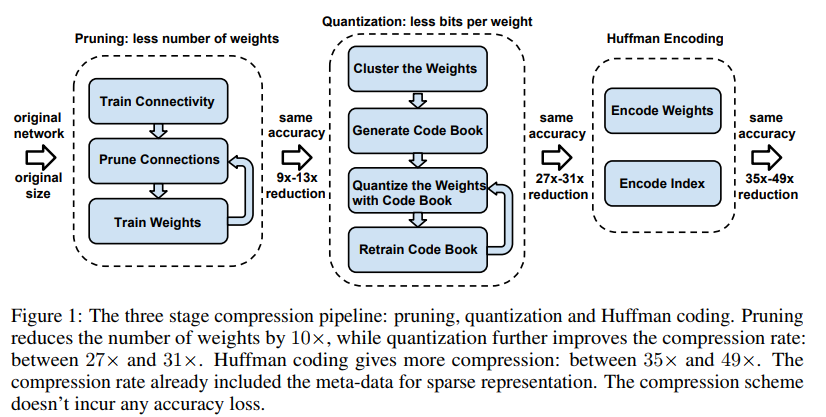 Pruning: less number of weights
Train Connectivity
Prune Connections
Train Weights
original
network
original
size
same
accuracy
9x-13x
reduction
Quantization: less bits per weight
Cluster the Weights
Generate Code Book
Quantize the Weights
with Code Book
Retrain Code Book
same
accuracy
27x-31x
reduction
Huffman Encoding
Encode Weights
Encode Index
same
accuracy
35x-49x
reduction
Figure 1: The three stage compression pipeline: pruning, quantization and Huffman coding. Pruning
reduces the number of weights by 10×, while quantization further improves the compression rate:
between 27× and 31×. Huffman coding gives more compression: between 35× and 49×. The
compression rate already included the meta-data for sparse representation. The compression scheme
doesn't incur any accuracy loss.